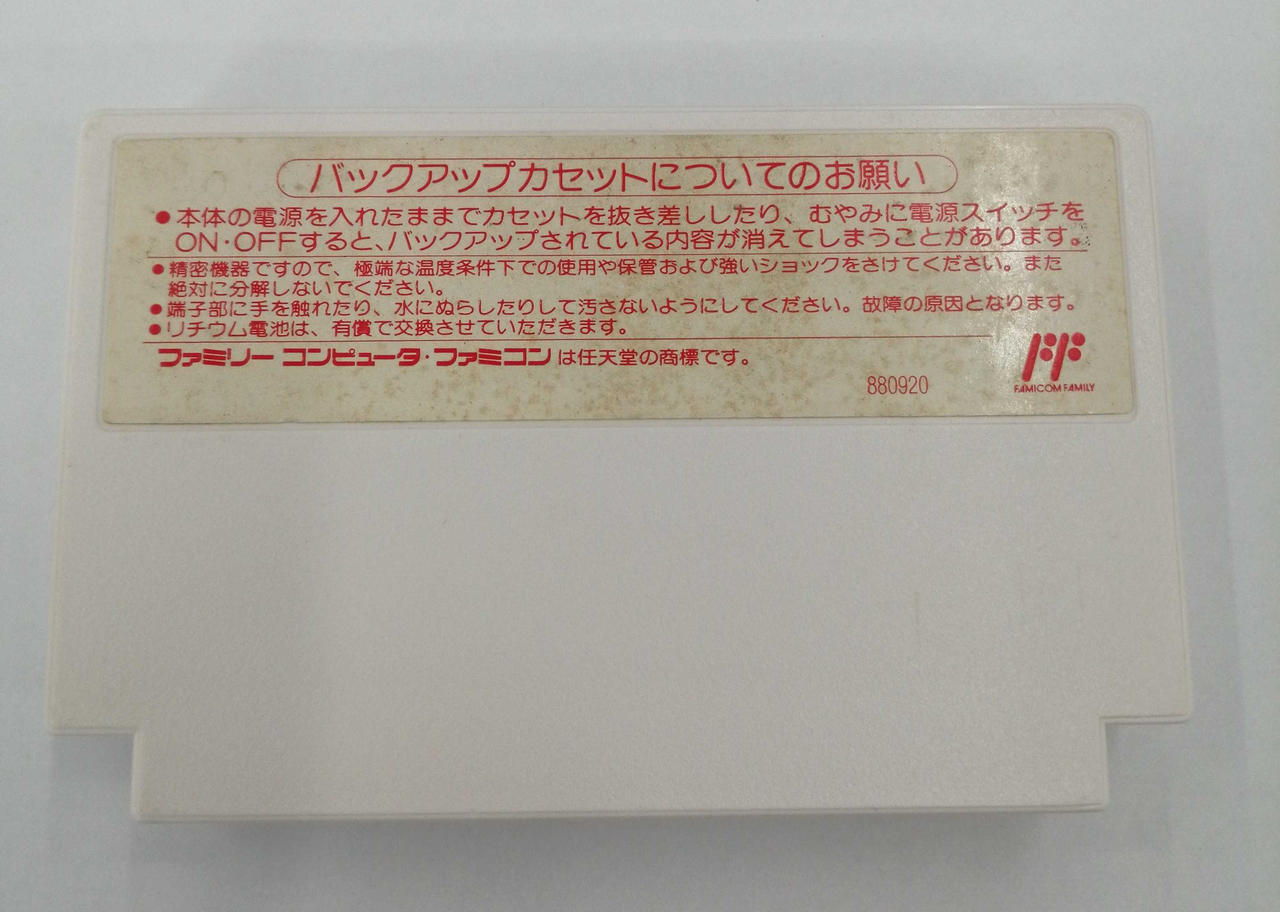 バックアップカセットについてのお願い
●本体の電源を入れたままでカセットを抜き差ししたり、むやみに電源スイッチを
ON・OFFすると、バックアップされている内容が消えてしまうことがあります。
●精密機器ですので、極端な温度条件下での使用や保管および強いショックをさけてください。また
絶対に分解しないでください。
●端子部に手を触れたり、水にぬらしたりして汚さないようにしてください。故障の原因となります。
●リチウム電池は、有償で交換させていただきます。
ファミリー コンピュータ・ファミコン は任天堂の商標です。
880920
FAMICOM FAMILY